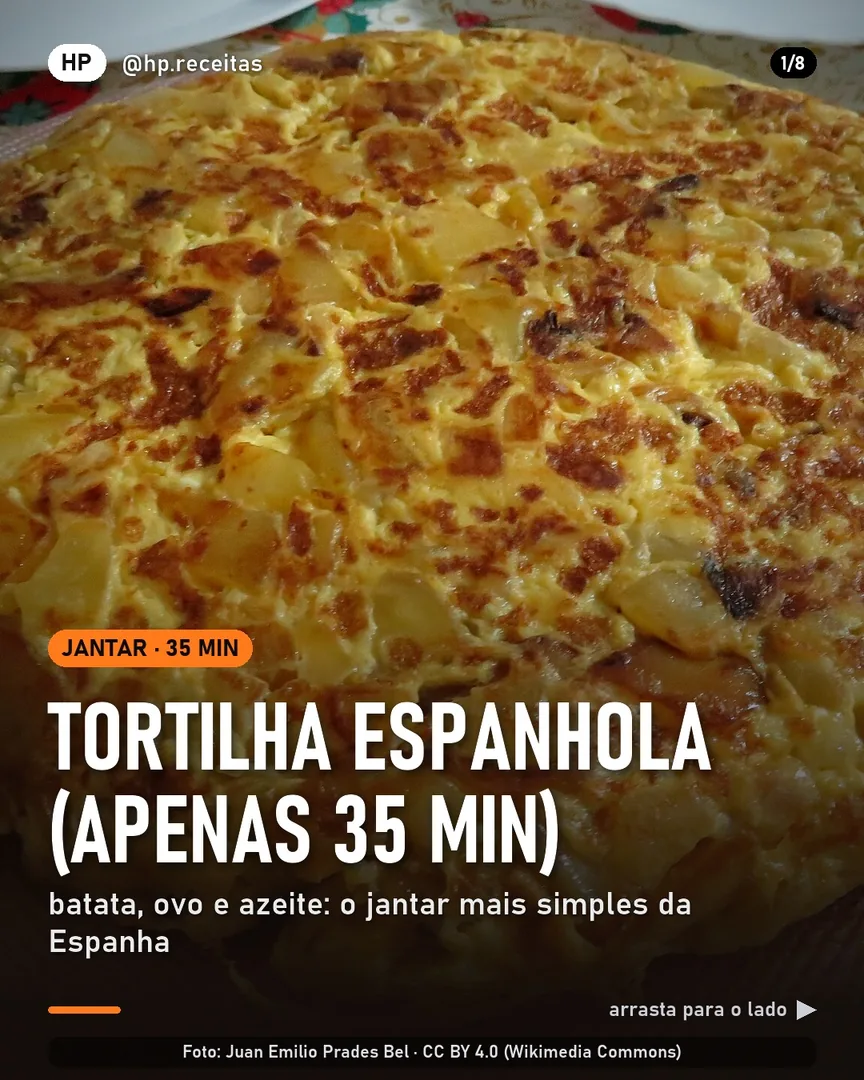 HP @hp.receitas 1/8
JANTAR · 35 MIN
TORTILHA ESPANHOLA
(APENAS 35 MIN)
batata, ovo e azeite: o jantar mais simples da
Espanha
arrasta para o lado ▶
Foto: Juan Emilio Prades Bel · CC BY 4.0 (Wikimedia Commons)